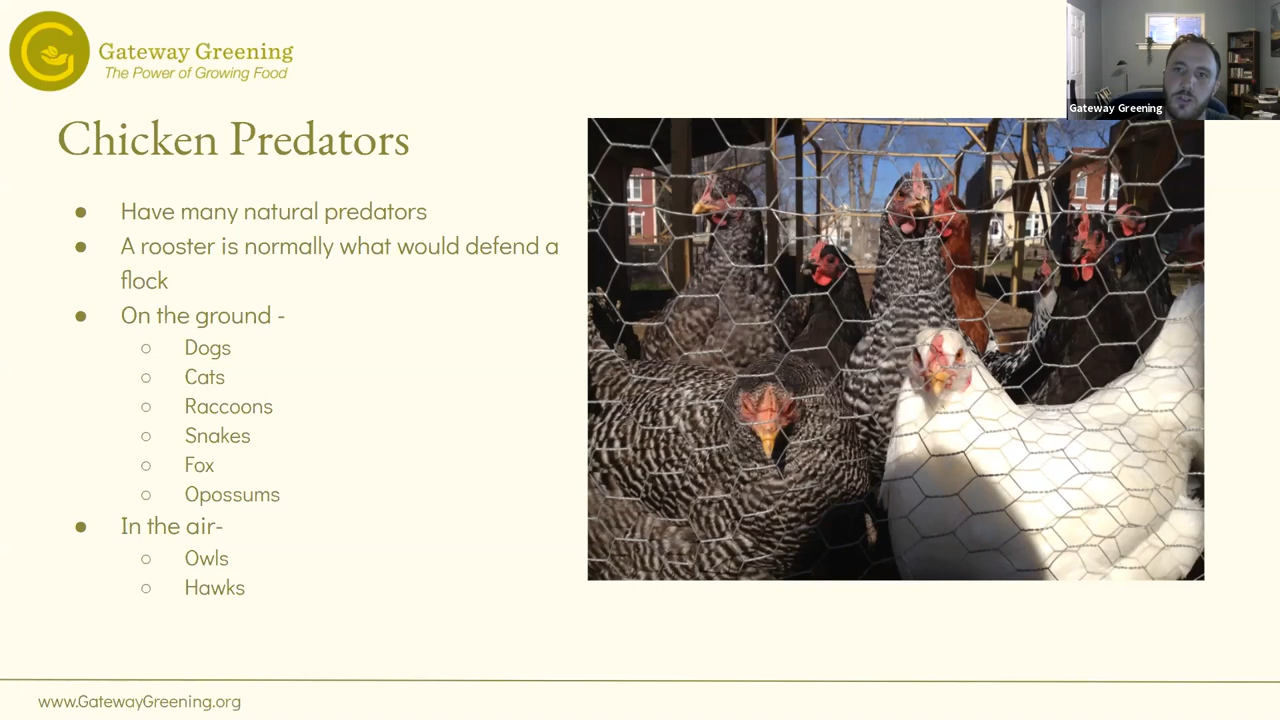 Gateway Greening
The Power of Growing Food
Gateway Greening
Chicken Predators
● Have many natural predators
● A rooster is normally what would defend a
flock
● On the ground -
○ Dogs
○ Cats
○ Raccoons
○ Snakes
○ Fox
○ Opossums
● In the air-
○ Owls
○ Hawks
www.GatewayGreening.org